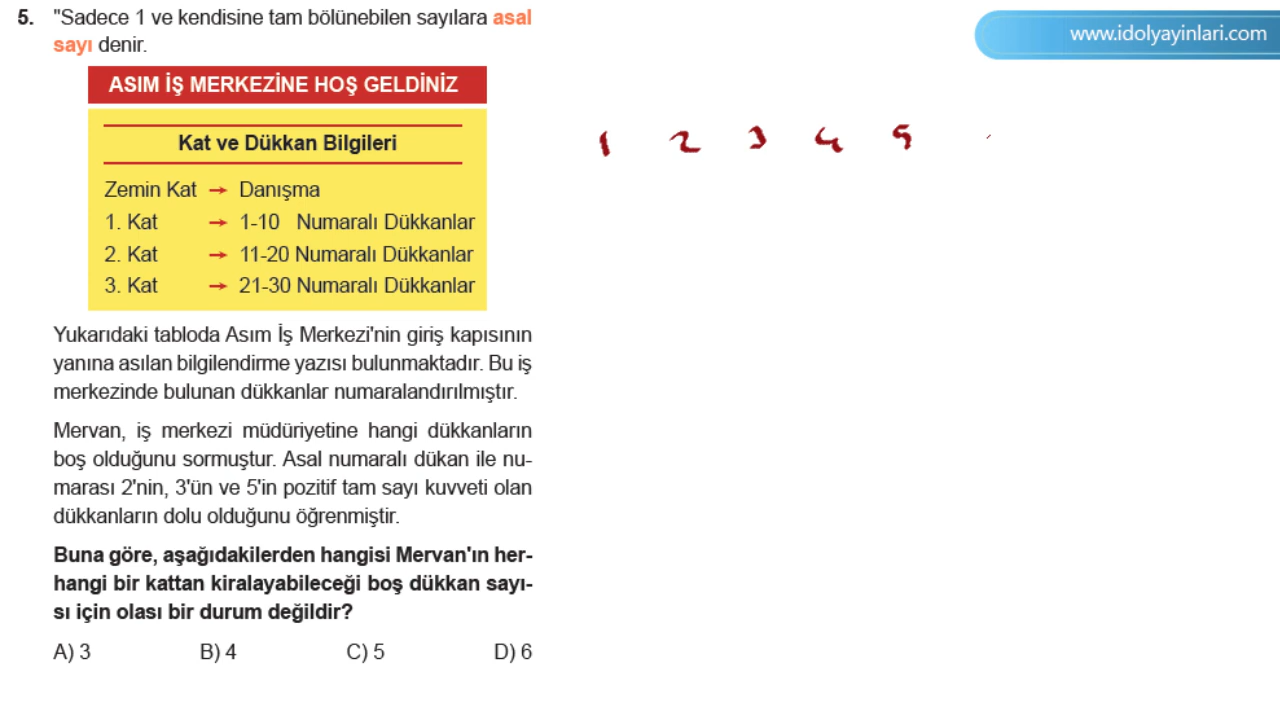 5. "Sadece 1 ve kendisine tam bölünebilen sayılara asal
sayı denir.
www.idolyayinlari.com
ASIM İŞ MERKEZİNE HOŞ GELDİNİZ
Kat ve Dükkan Bilgileri
Zemin Kat → Danışma
1. Kat → 1-10 Numaralı Dükkanlar
2. Kat → 11-20 Numaralı Dükkanlar
3. Kat → 21-30 Numaralı Dükkanlar
1 2 3 4 5
Yukarıdaki tabloda Asım İş Merkezi'nin giriş kapısının
yanına asılan bilgilendirme yazısı bulunmaktadır. Bu iş
merkezinde bulunan dükkanlar numaralandırılmıştır.
Mervan, iş merkezi müdüriyetine hangi dükkanların
boş olduğunu sormuştur. Asal numaralı dükan ile nu-
marası 2'nin, 3'ün ve 5'in pozitif tam sayı kuvveti olan
dükkanların dolu olduğunu öğrenmiştir.
Buna göre, aşağıdakilerden hangisi Mervan'ın her-
hangi bir kattan kiralayabileceği boş dükkan sayı-
sı için olası bir durum değildir?
A) 3 B) 4 C) 5 D) 6